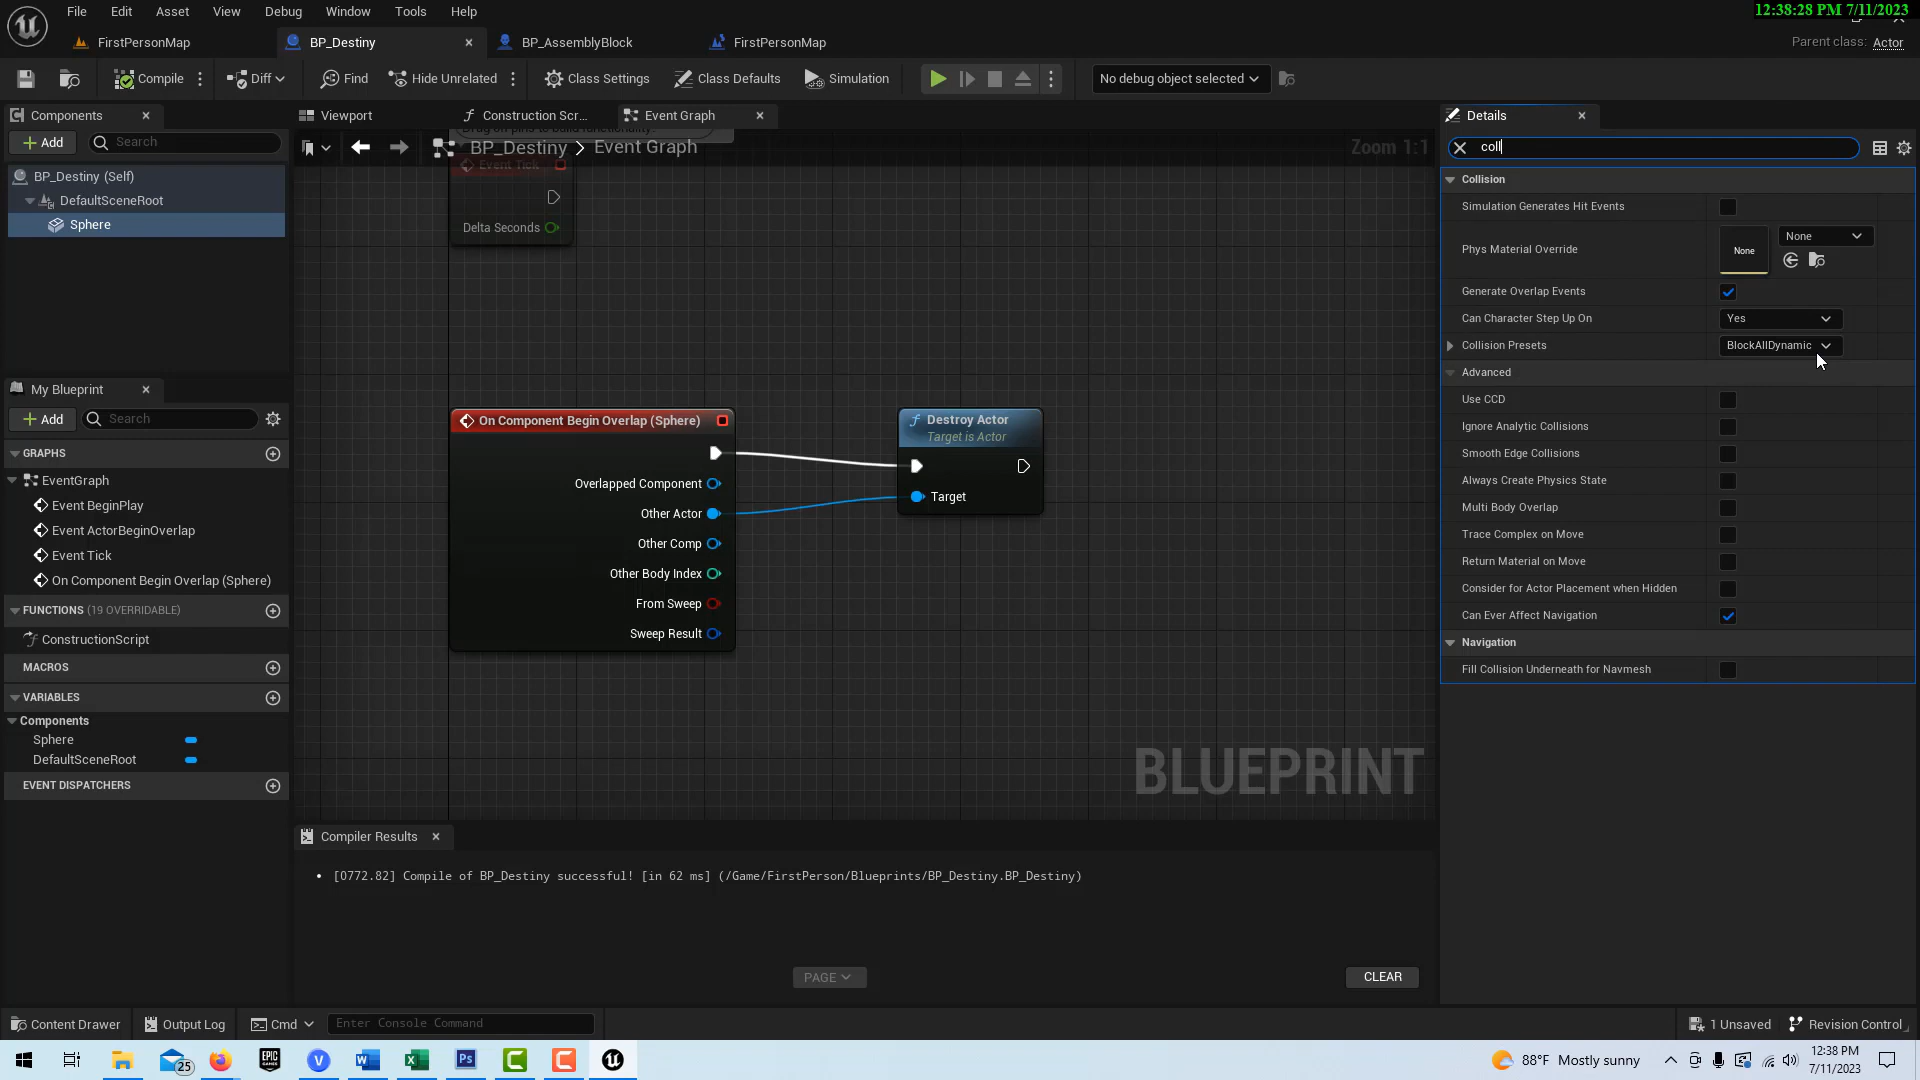 12:38:28 PM 7/11/2023
File Edit Asset View Debug Window Tools Help
FirstPersonMap
BP_Destiny
BP_AssemblyBlock
FirstPersonMap
Parent class: Actor
Compile
Diff
Find
Hide Unrelated
Class Settings
Class Defaults
Simulation
No debug object selected
Components
Add
Search
BP_Destiny (Self)
DefaultSceneRoot
Sphere
My Blueprint
Add
Search
GRAPHS
EventGraph
Event BeginPlay
Event ActorBeginOverlap
Event Tick
On Component Begin Overlap (Sphere)
FUNCTIONS (19 OVERRIDABLE)
ConstructionScript
MACROS
VARIABLES
Components
Sphere
DefaultSceneRoot
EVENT DISPATCHERS
Viewport
Construction Scr...
Event Graph
BP_Destiny > Event Graph
Zoom 1:1
Event Tick
Delta Seconds
On Component Begin Overlap (Sphere)
Overlapped Component
Other Actor
Other Comp
Other Body Index
From Sweep
Sweep Result
Destroy Actor
Target is Actor
Target
BLUEPRINT
Compiler Results
[0772.82] Compile of BP_Destiny successful! [in 62 ms] (/Game/FirstPerson/Blueprints/BP_Destiny.BP_Destiny)
PAGE
CLEAR
Details
coll
Collision
Simulation Generates Hit Events
Phys Material Override
None
None
Generate Overlap Events
Can Character Step Up On
Yes
Collision Presets
BlockAllDynamic
Advanced
Use CCD
Ignore Analytic Collisions
Smooth Edge Collisions
Always Create Physics State
Multi Body Overlap
Trace Complex on Move
Return Material on Move
Consider for Actor Placement when Hidden
Can Ever Affect Navigation
Navigation
Fill Collision Underneath for Navmesh
Content Drawer
Output Log
Cmd
Enter Console Command
1 Unsaved
Revision Control
25
EPIC
GAMES
V
W
X
Ps
C
C
88°F Mostly sunny
12:38 PM
7/11/2023